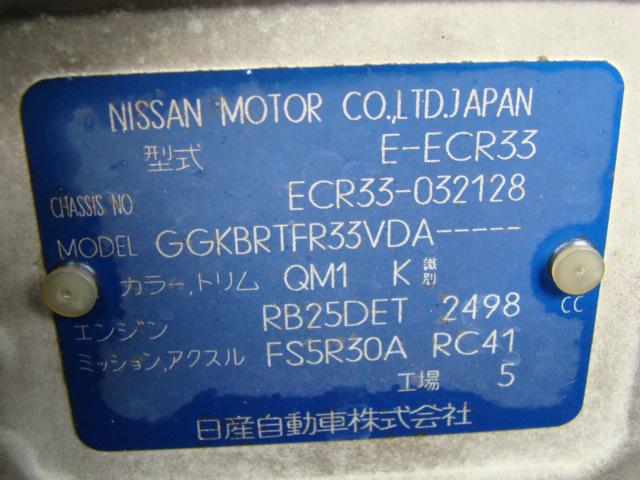 NISSAN MOTOR CO.,LTD.JAPAN
型式 E-ECR33
CHASSIS NO ECR33-032128
MODEL GGKBRTFR33VDA-----
カラー,トリム QM1 K 識別
エンジン RB25DET 2498 CC
ミッション,アクスル FS5R30A RC41
工場 5
日産自動車株式会社